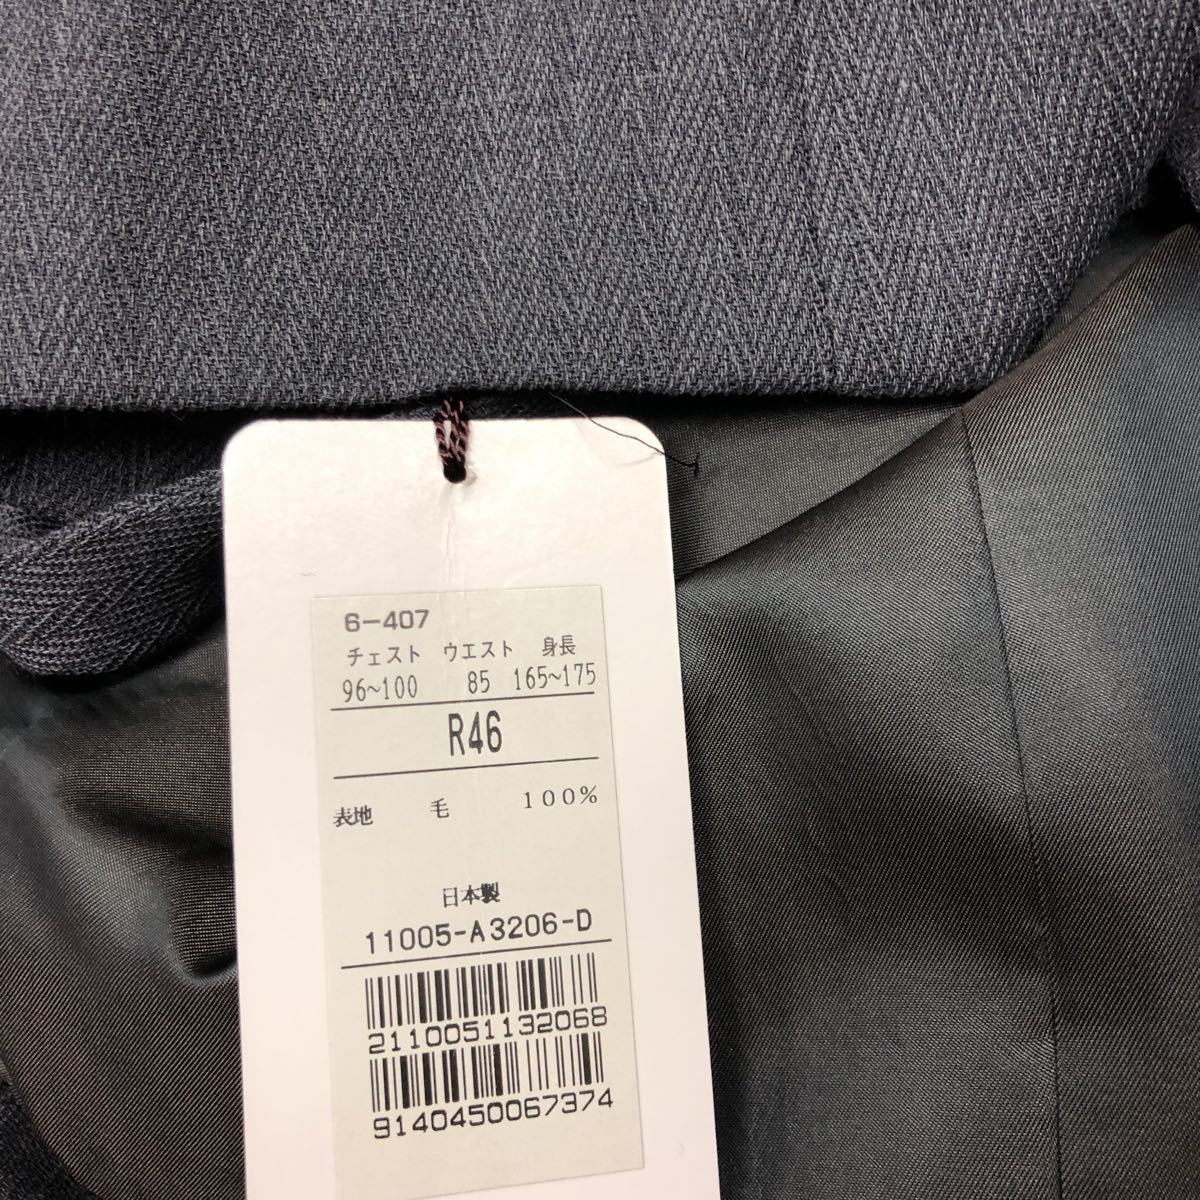 6-407
チェスト ウエスト 身長
96~100 85 165~175
R46
表地 毛 100%
日本製
11005-A3206-D
2110051132068
9140450067374